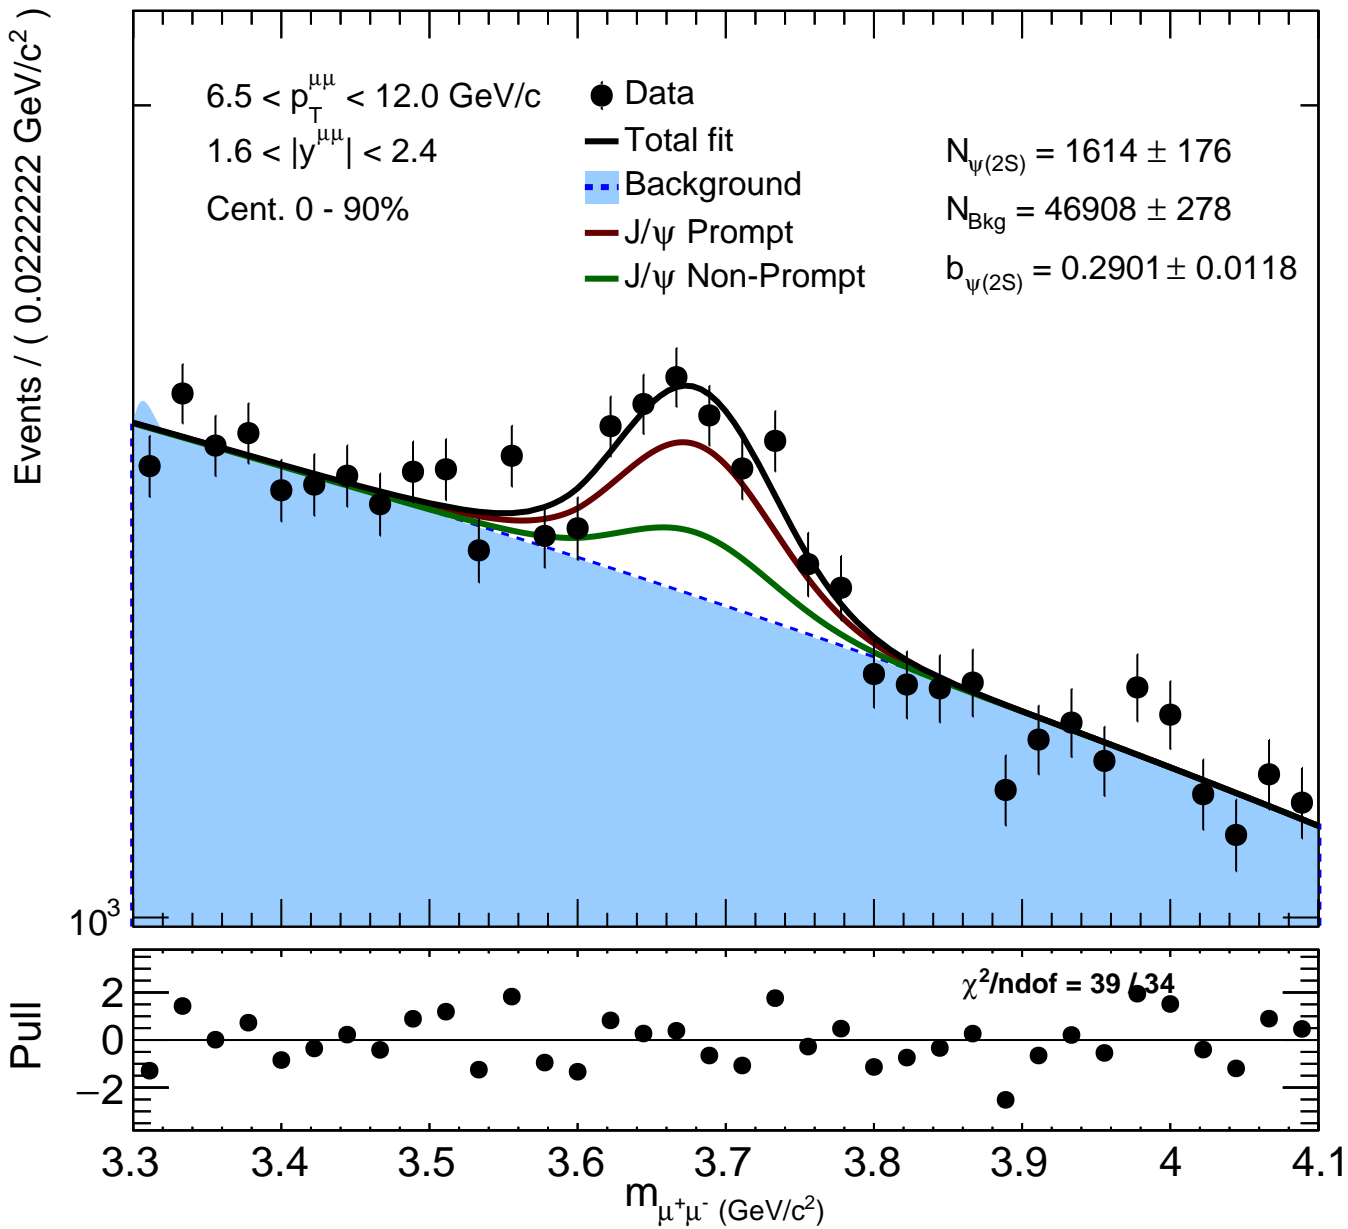 Events / ( 0.0222222 GeV/c² )
6.5 < p_T^μμ < 12.0 GeV/c
1.6 < |y^μμ| < 2.4
Cent. 0 - 90%
Data
Total fit
Background
J/ψ Prompt
J/ψ Non-Prompt
N_ψ(2S) = 1614 ± 176
N_Bkg = 46908 ± 278
b_ψ(2S) = 0.2901 ± 0.0118
10³
Pull
2
0
−2
χ²/ndof = 39 / 34
3.3 3.4 3.5 3.6 3.7 3.8 3.9 4 4.1
m_μ⁺μ⁻ (GeV/c²)